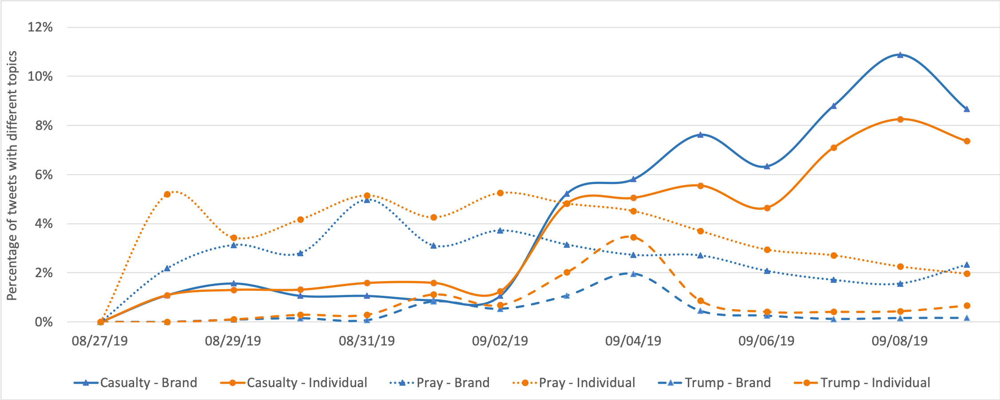 Percentage of tweets with different topics
12%
10%
8%
6%
4%
2%
0%
08/27/19 08/29/19 08/31/19 09/02/19 09/04/19 09/06/19 09/08/19
Casualty - Brand Casualty - Individual Pray - Brand Pray - Individual Trump - Brand Trump - Individual